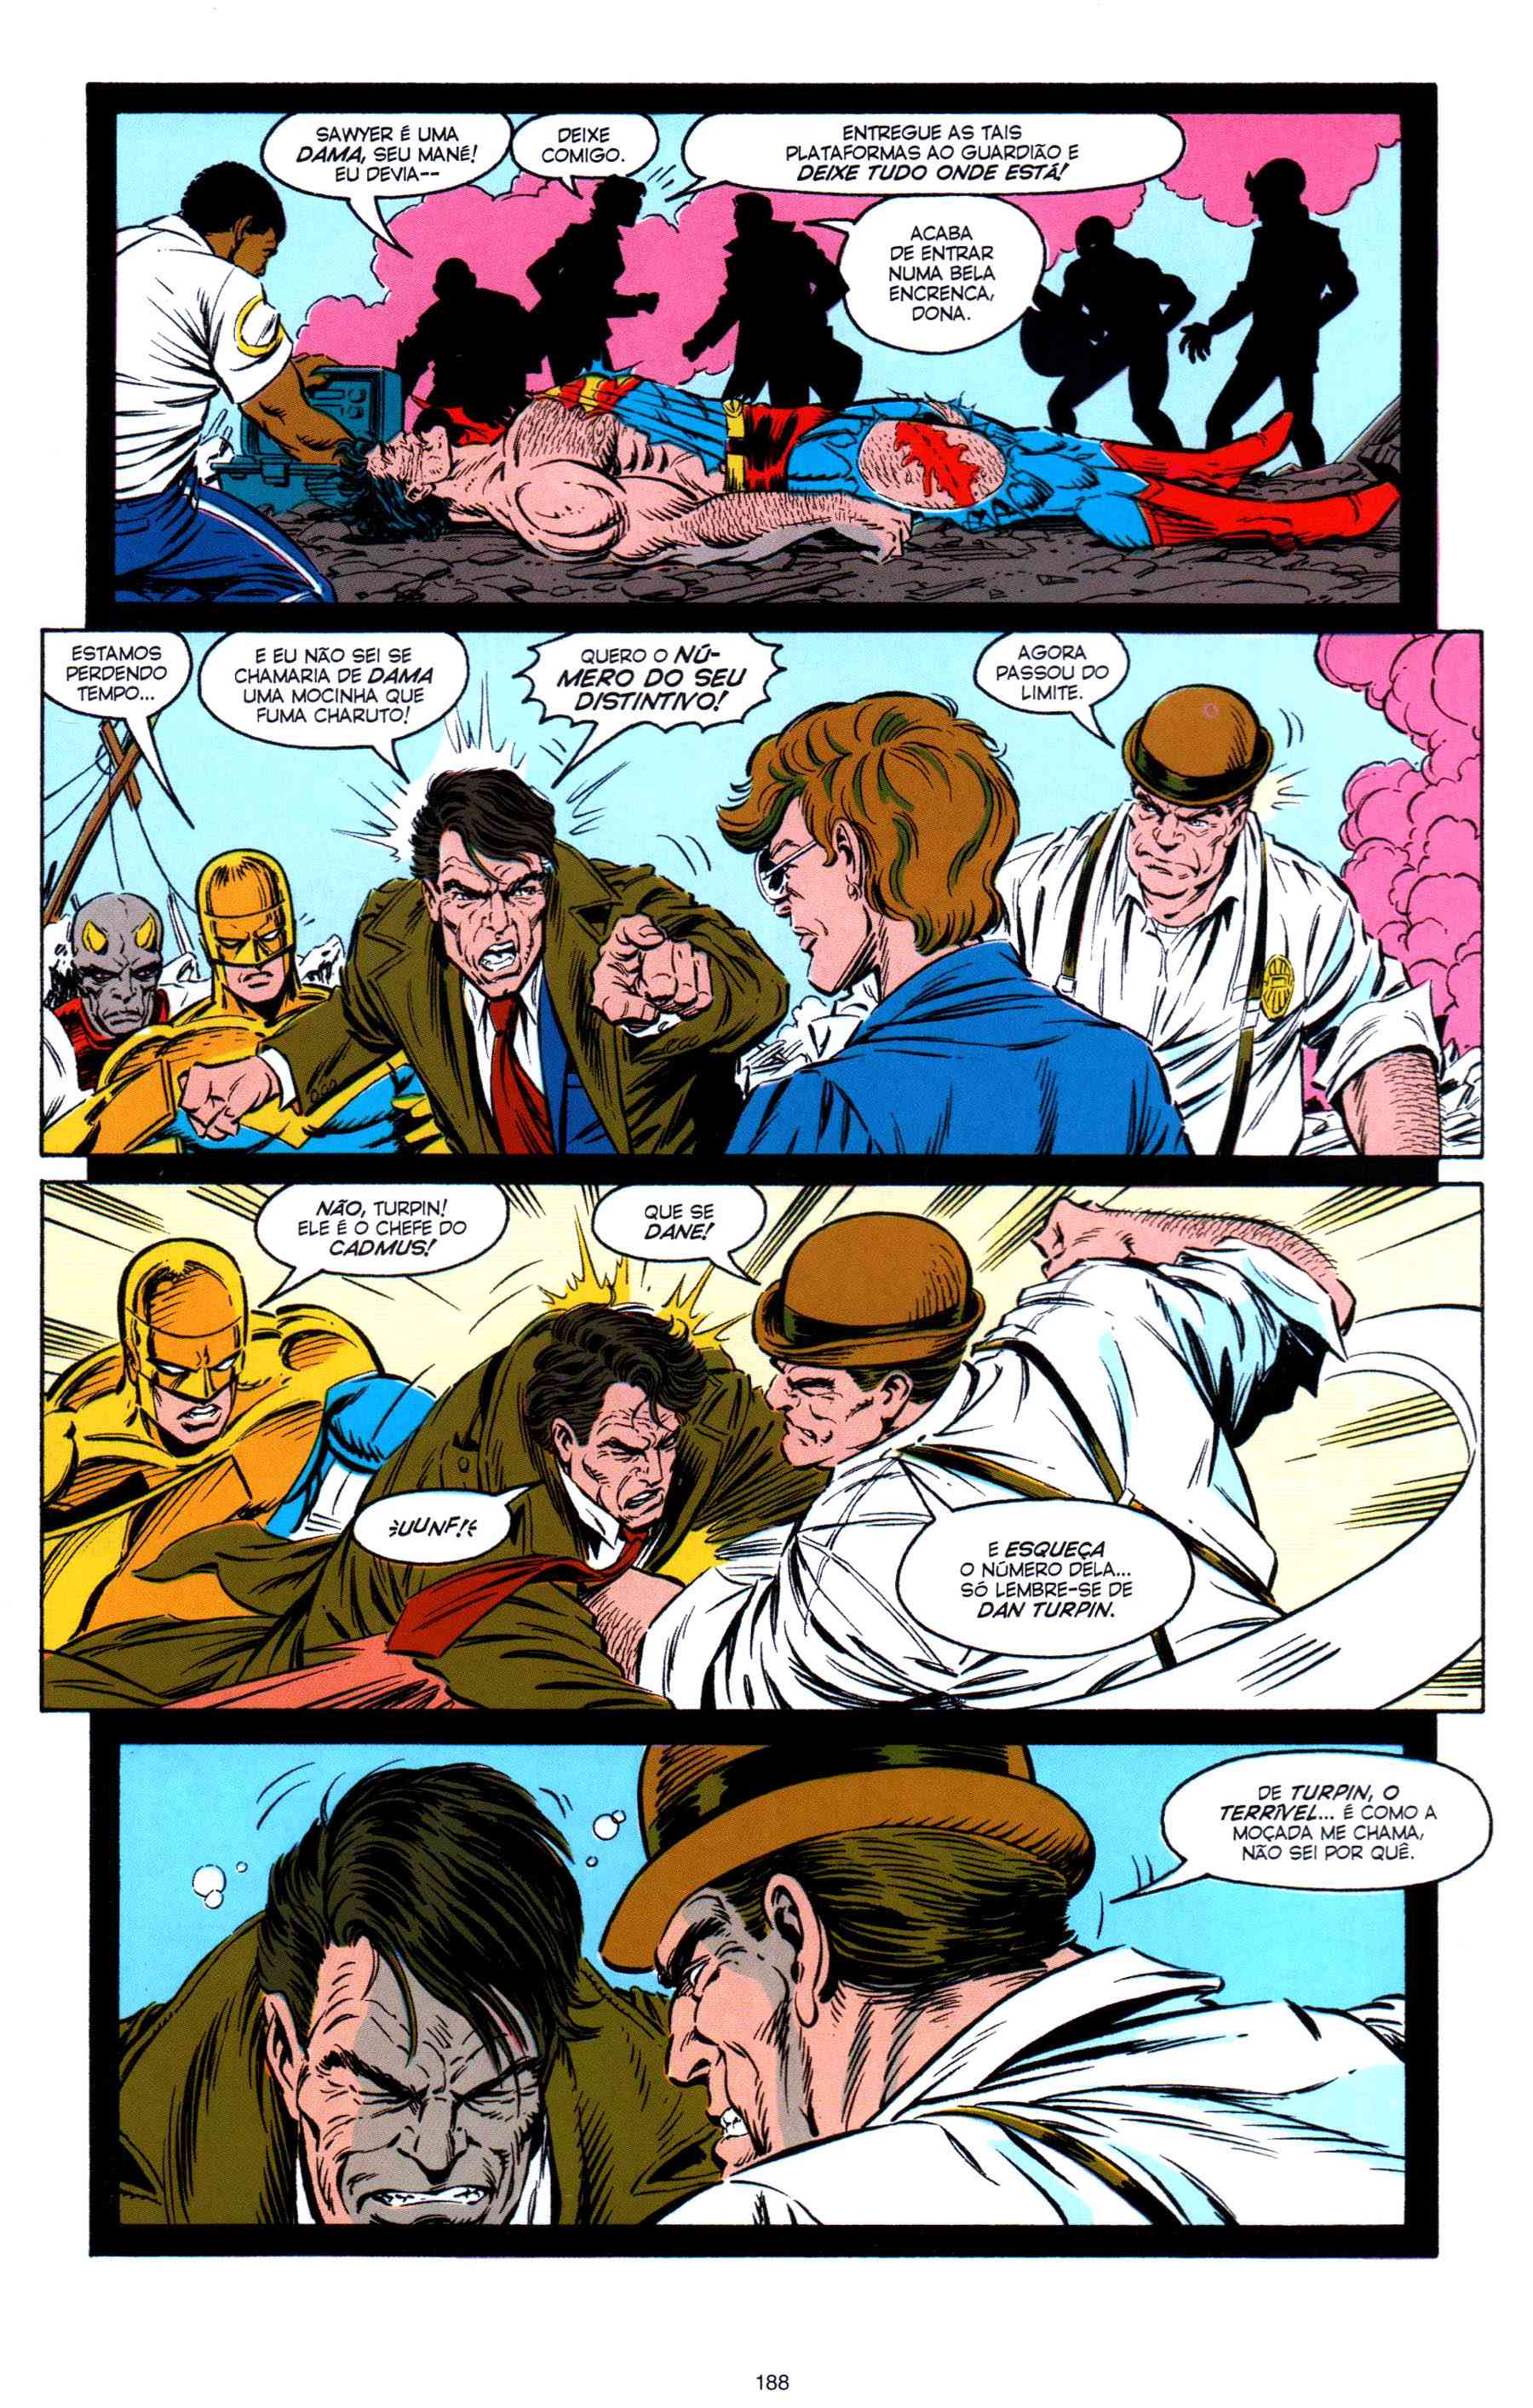 SAWYER É UMA
DAMA, SEU MANÉ!
EU DEVIA--
DEIXE
COMIGO.
ENTREGUE AS TAIS
PLATAFORMAS AO GUARDIÃO E
DEIXE TUDO ONDE ESTÁ!
ACABA
DE ENTRAR
NUMA BELA
ENCRENCA,
DONA.
ESTAMOS
PERDENDO
TEMPO...
E EU NÃO SEI SE
CHAMARIA DE DAMA
UMA MOCINHA QUE
FUMA CHARUTO!
QUERO O NÚ-
MERO DO SEU
DISTINTIVO!
AGORA
PASSOU DO
LIMITE.
NÃO, TURPIN!
ELE É O CHEFE DO
CADMUS!
QUE SE
DANE!
UUNF!
E ESQUEÇA
O NÚMERO DELA...
SÓ LEMBRE-SE DE
DAN TURPIN.
DE TURPIN, O
TERRÍVEL... É COMO A
MOÇADA ME CHAMA,
NÃO SEI POR QUÊ.
188